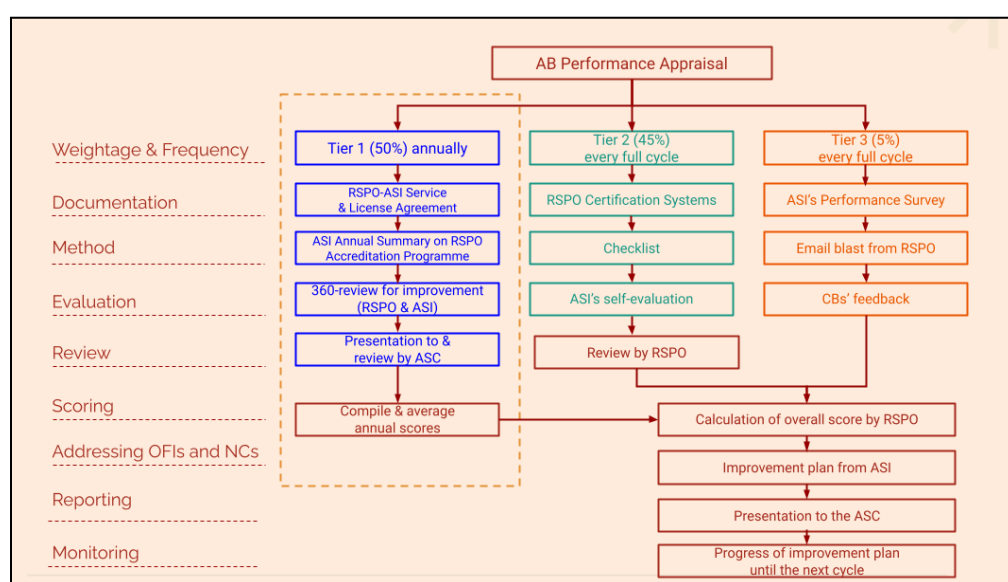 AB Performance Appraisal
Weightage & Frequency
Tier 1 (50%) annually
Tier 2 (45%)
every full cycle
Tier 3 (5%)
every full cycle
Documentation
RSPO-ASI Service
& License Agreement
RSPO Certification Systems
ASI's Performance Survey
Method
ASI Annual Summary on RSPO
Accreditation Programme
Checklist
Email blast from RSPO
Evaluation
360-review for improvement
(RSPO & ASI)
ASI's self-evaluation
CBs' feedback
Review
Presentation to &
review by ASC
Review by RSPO
Scoring
Compile & average
annual scores
Calculation of overall score by RSPO
Addressing OFIs and NCs
Improvement plan from ASI
Reporting
Presentation to the ASC
Monitoring
Progress of improvement plan
until the next cycle